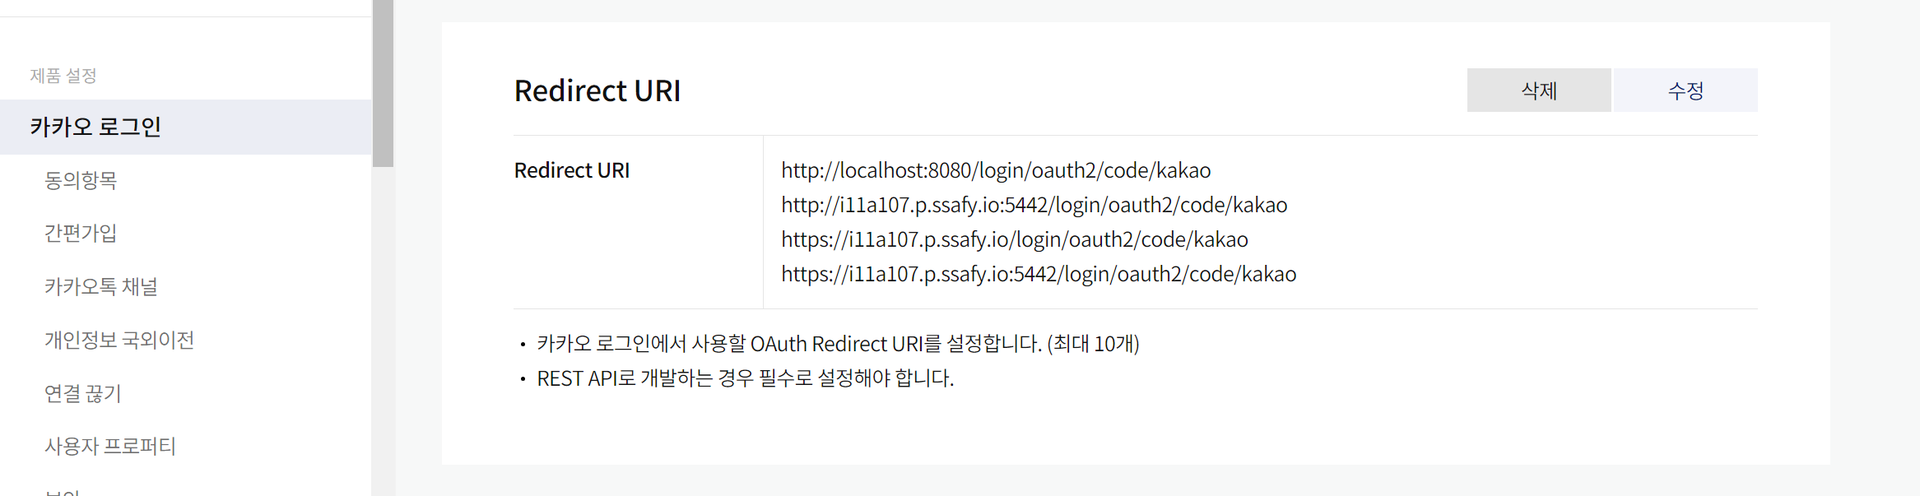 제품 설정
카카오 로그인
동의항목
간편가입
카카오톡 채널
개인정보 국외이전
연결 끊기
사용자 프로퍼티
Redirect URI
삭제
수정
Redirect URI
http://localhost:8080/login/oauth2/code/kakao
http://i11a107.p.ssafy.io:5442/login/oauth2/code/kakao
https://i11a107.p.ssafy.io/login/oauth2/code/kakao
https://i11a107.p.ssafy.io:5442/login/oauth2/code/kakao
• 카카오 로그인에서 사용할 OAuth Redirect URI를 설정합니다. (최대 10개)
• REST API로 개발하는 경우 필수로 설정해야 합니다.